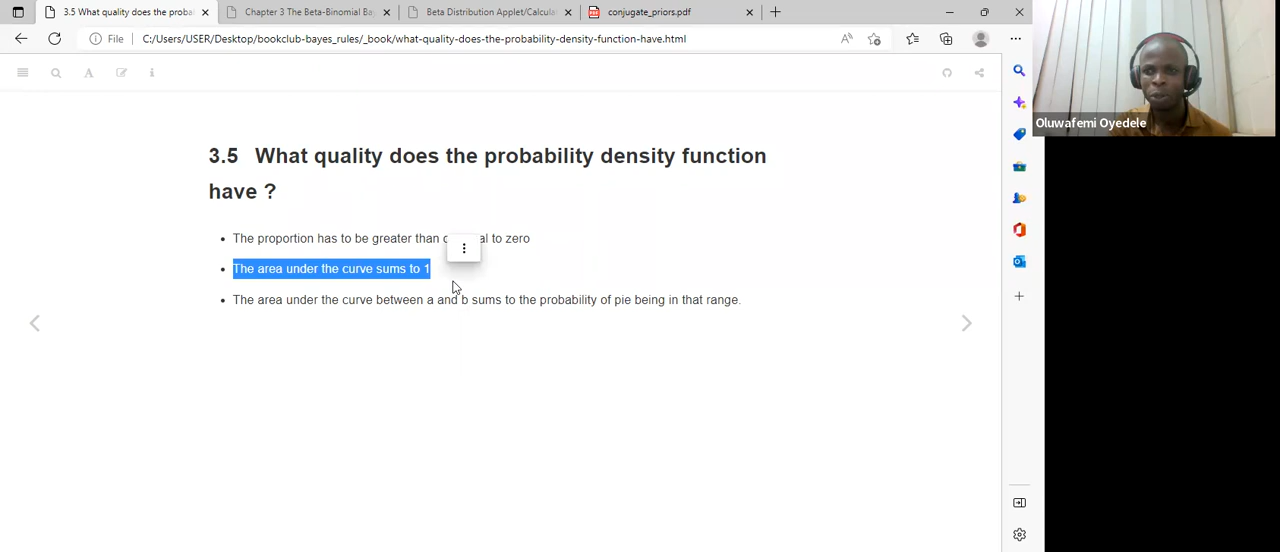 3.5 What quality does the proba
Chapter 3 The Beta-Binomial Ba
Beta Distribution Applet/Calcula
conjugate_priors.pdf
File
C:/Users/USER/Desktop/bookclub-bayes_rules/_book/what-quality-does-the-probability-density-function-have.html
Oluwafemi Oyedele
3.5 What quality does the probability density function
have ?
The proportion has to be greater than o al to zero
The area under the curve sums to 1
The area under the curve between a and b sums to the probability of pie being in that range.